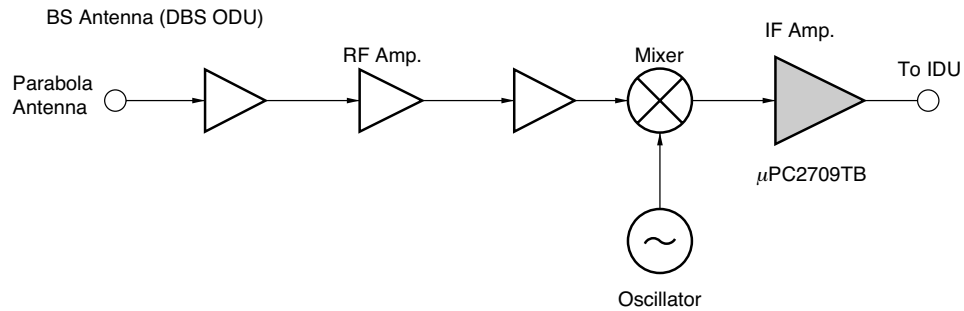 BS Antenna (DBS ODU)
IF Amp.
RF Amp.
Mixer
To IDU
Parabola
Antenna
μPC2709TB
Oscillator